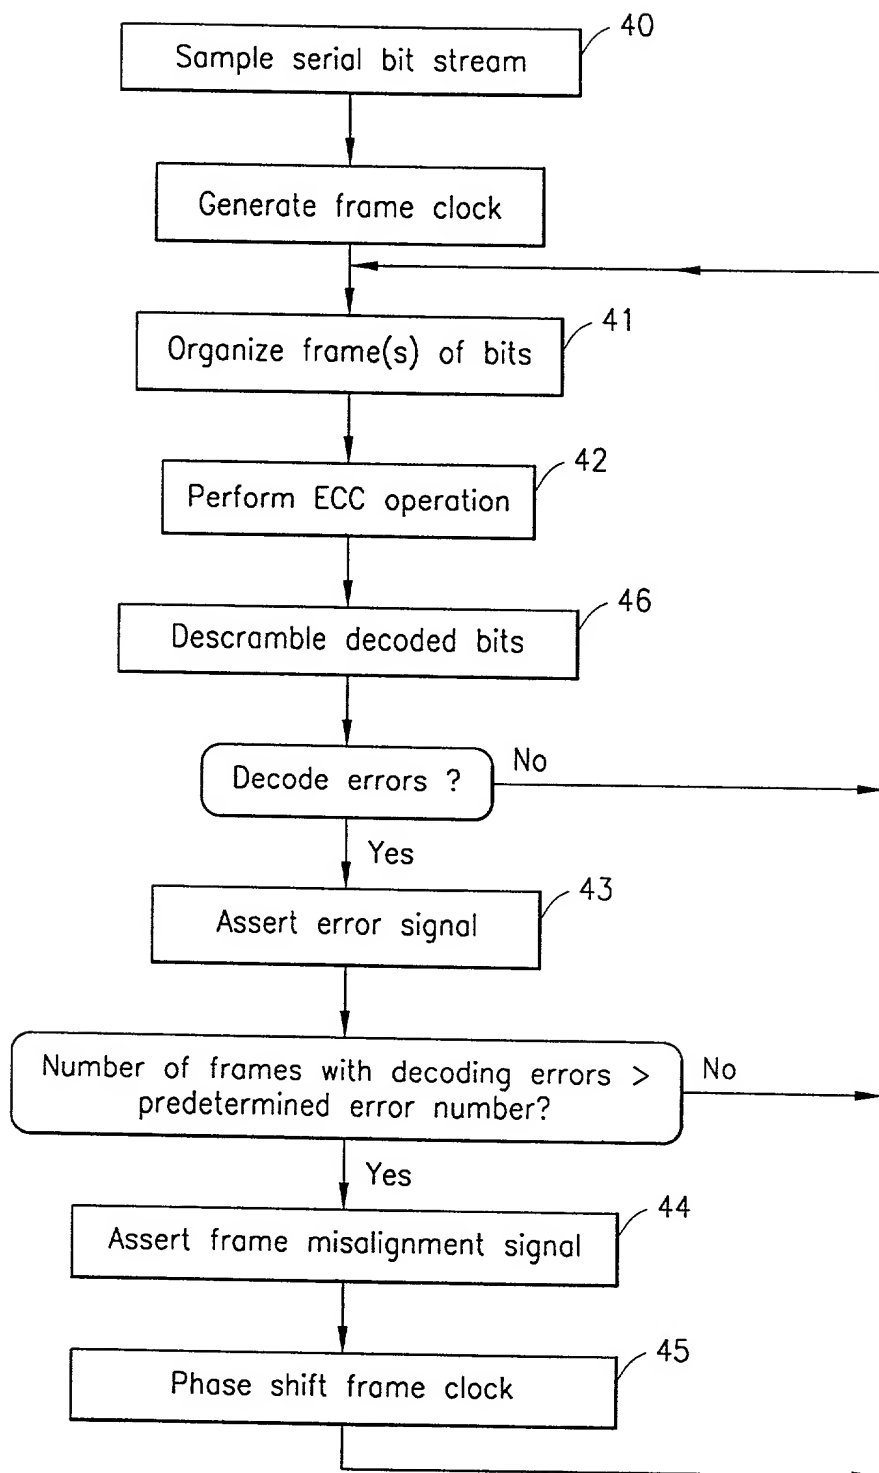 40
Sample serial bit stream
Generate frame clock
41
Organize frame(s) of bits
42
Perform ECC operation
46
Descramble decoded bits
Decode errors ?
No
Yes
43
Assert error signal
Number of frames with decoding errors >
predetermined error number?
No
Yes
44
Assert frame misalignment signal
45
Phase shift frame clock